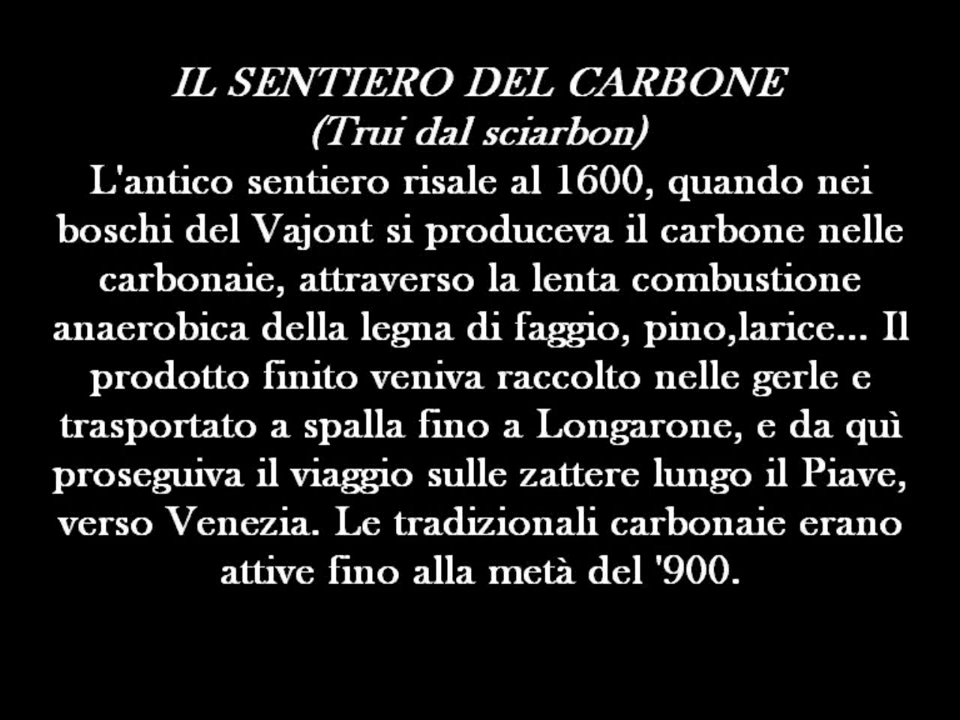 IL SENTIERO DEL CARBONE
(Trui dal sciarbon)
L'antico sentiero risale al 1600, quando nei
boschi del Vajont si produceva il carbone nelle
carbonaie, attraverso la lenta combustione
anaerobica della legna di faggio, pino,larice... Il
prodotto finito veniva raccolto nelle gerle e
trasportato a spalla fino a Longarone, e da quì
proseguiva il viaggio sulle zattere lungo il Piave,
verso Venezia. Le tradizionali carbonaie erano
attive fino alla metà del '900.